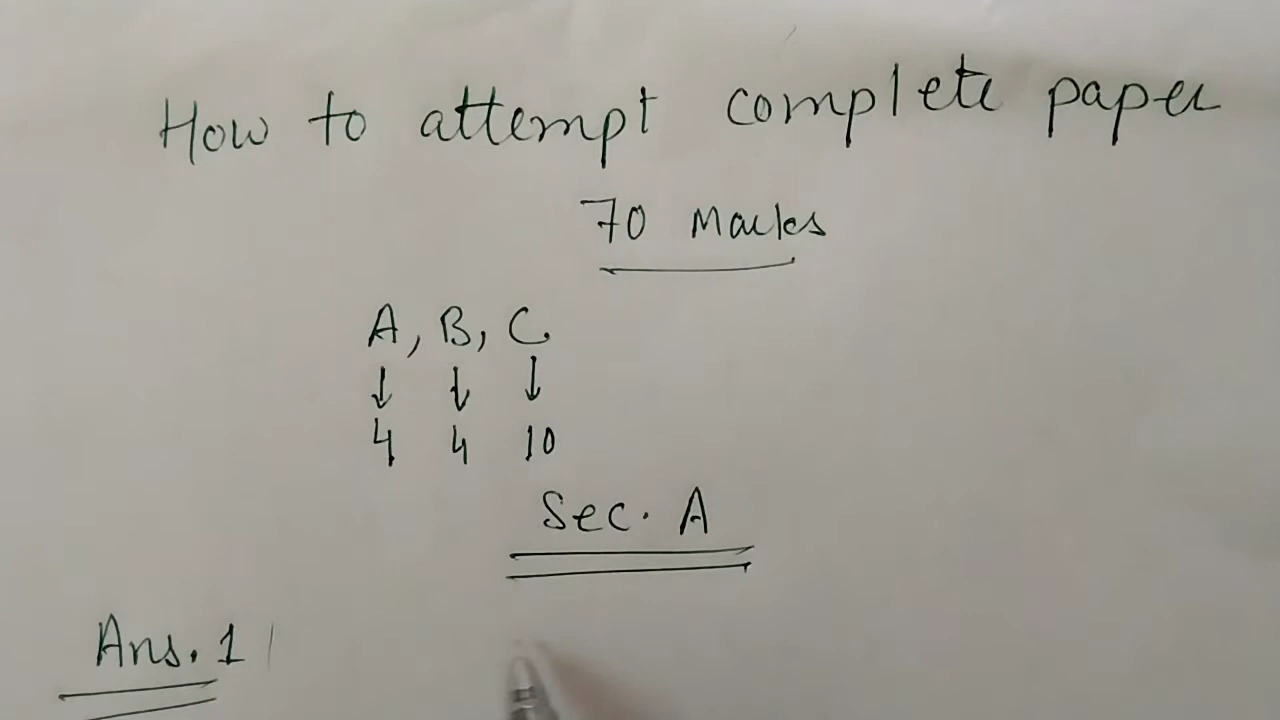 How to attempt complete paper
70 Marks
A, B, C.
↓ ↓ ↓
4 4 10
Sec. A
Ans. 1